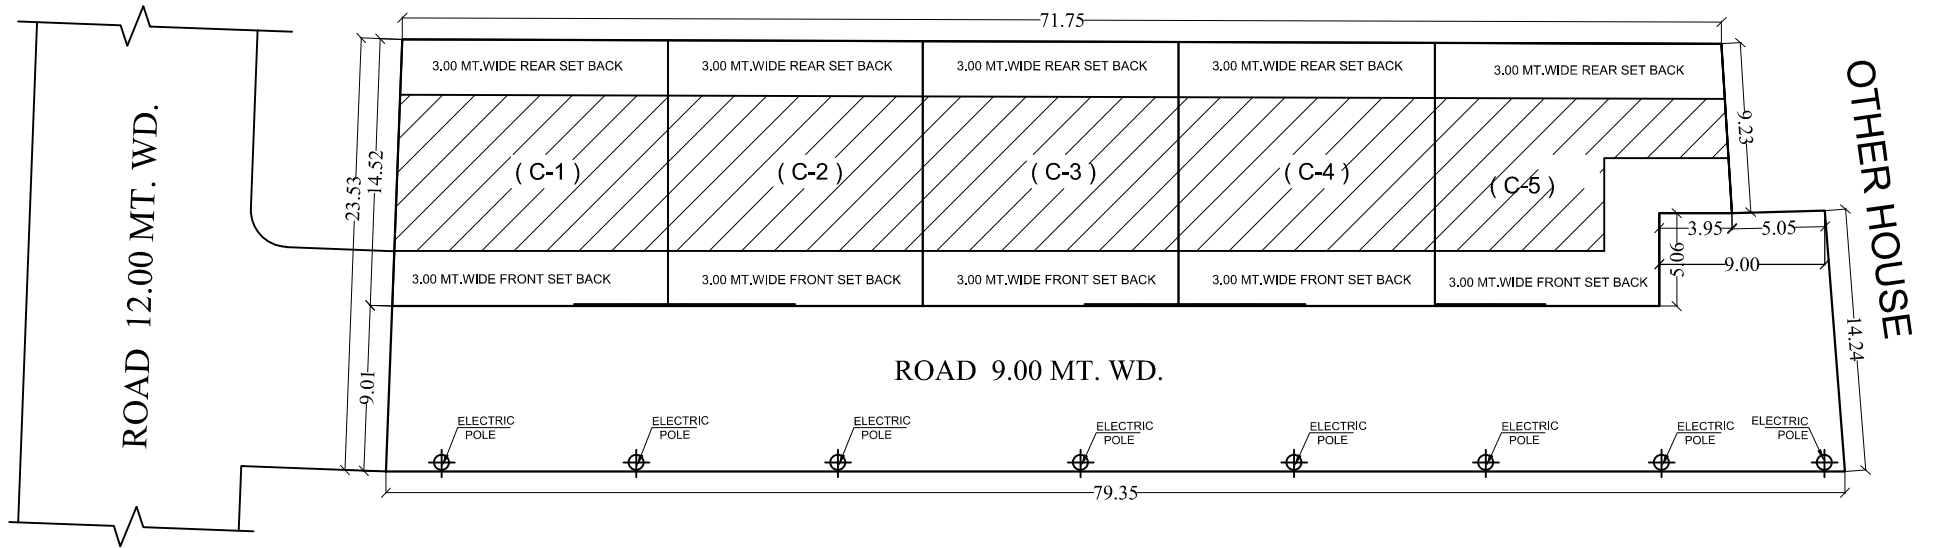 71.75
3.00 MT.WIDE REAR SET BACK
3.00 MT.WIDE REAR SET BACK
3.00 MT.WIDE REAR SET BACK
3.00 MT.WIDE REAR SET BACK
3.00 MT.WIDE REAR SET BACK
OTHER HOUSE
ROAD 12.00 MT. WD.
23.53
14.52
9.23
( C-1 )
( C-2 )
( C-3 )
( C-4 )
( C-5 )
3.95
5.05
5.06
9.00
3.00 MT.WIDE FRONT SET BACK
3.00 MT.WIDE FRONT SET BACK
3.00 MT.WIDE FRONT SET BACK
3.00 MT.WIDE FRONT SET BACK
3.00 MT.WIDE FRONT SET BACK
14.24
9.01
ROAD 9.00 MT. WD.
ELECTRIC
POLE
ELECTRIC
POLE
ELECTRIC
POLE
ELECTRIC
POLE
ELECTRIC
POLE
ELECTRIC
POLE
ELECTRIC
POLE
ELECTRIC
POLE
79.35